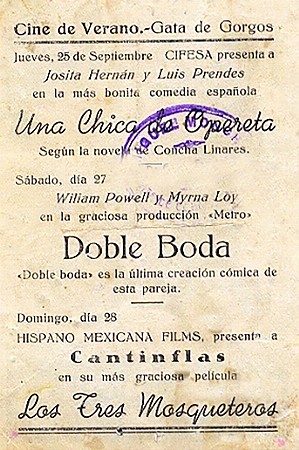 Cine de Verano.-Gata de Gorgos
Jueves, 25 de Septiembre CIFESA presenta a
Josita Hernán y Luis Prendes
en la más bonita comedia española
Una Chica de Opereta
Según la novela de Concha Linares.
Sábado, día 27
Wiliam Powell y Myrna Loy
en la graciosa producción «Metro»
Doble Boda
«Doble boda» es la última creación cómica de
esta pareja.
Domingo, día 28
HISPANO MEXICANA FILMS, presenta a
Cantinflas
en su más graciosa película
Los Tres Mosqueteros